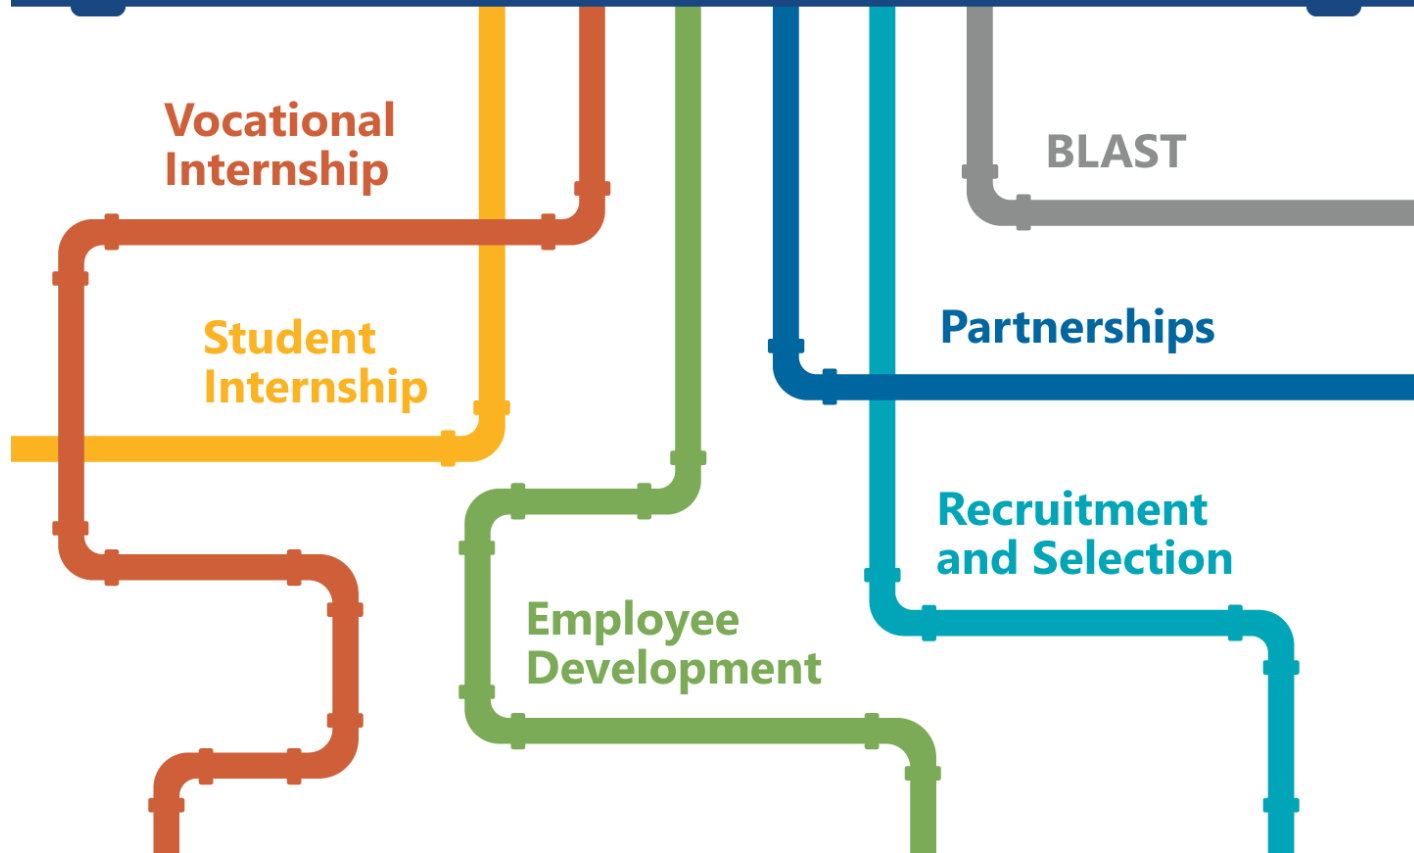 Vocational
Internship
BLAST
Student
Internship
Partnerships
Recruitment
and Selection
Employee
Development